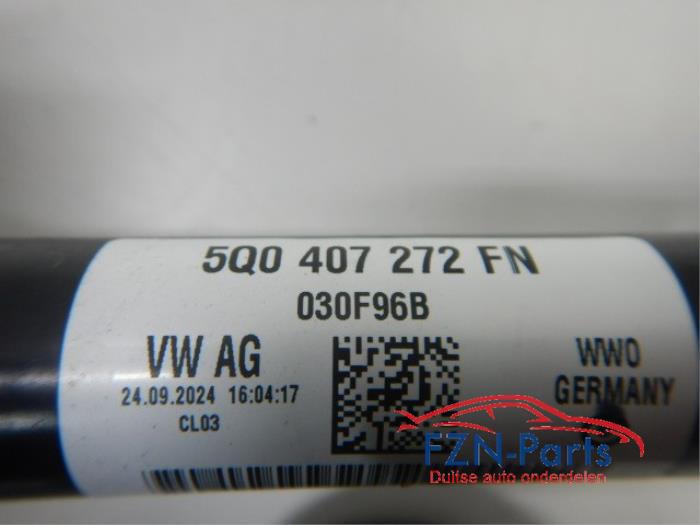 5Q0 407 272 FN
030F96B
VW AG
24.09.2024 16:04:17
CL03
WWO
GERMANY
FZN-Parts
Duitse auto onderdelen